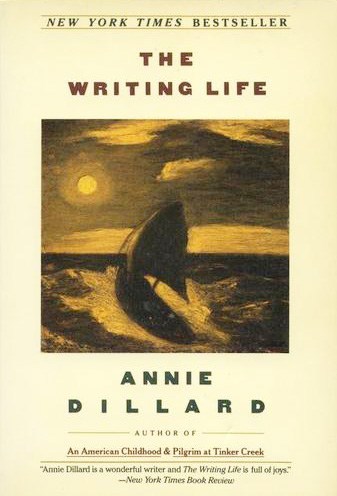 NEW YORK TIMES BESTSELLER
THE
WRITING LIFE
ANNIE
DILLARD
AUTHOR OF
An American Childhood & Pilgrim at Tinker Creek
"Annie Dillard is a wonderful writer and The Writing Life is full of joys."
—New York Times Book Review